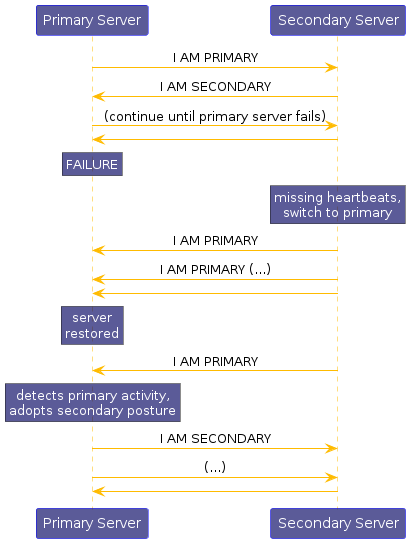 Primary Server
Secondary Server
I AM PRIMARY
I AM SECONDARY
(continue until primary server fails)
FAILURE
missing heartbeats,
switch to primary
I AM PRIMARY
I AM PRIMARY (...)
server
restored
I AM PRIMARY
detects primary activity,
adopts secondary posture
I AM SECONDARY
(...)
Primary Server
Secondary Server